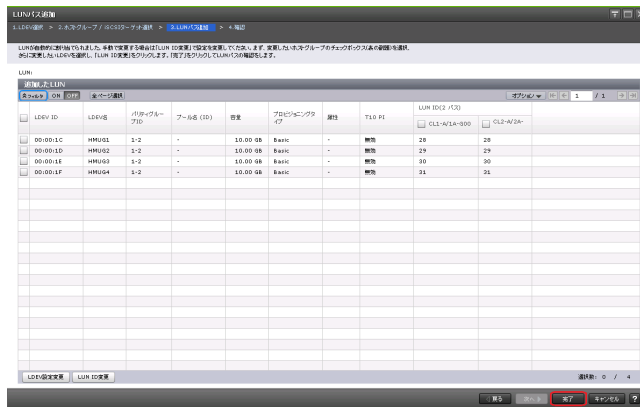 LUNパス追加
1.LDEV選択 > 2.ホストグループ / iSCSIターゲット選択 > 3.LUNパス追加 > 4.確認
LUNが自動的に割り当てられました。手動で変更する場合は「LUN ID変更」で設定を変更してください。まず、変更したいホストグループのチェックボックス(表の範囲)を選択、
さらに変更したいLDEVを選択し、「LUN ID変更」をクリックします。「完了」をクリックしてLUNパスの確認をします。
LUN:
追加したLUN
表フィルタ ON OFF 全ページ選択 オプション 1 / 1
LDEV ID LDEV名 パリティグループID プール名 (ID) 容量 プロビジョニングタイプ 属性 T10 PI LUN ID(2 パス)
CL1-A/1A-G00 CL2-A/2A-
00:00:1C HMUG1 1-2 - 10.00 GB Basic - 無効 28 28
00:00:1D HMUG2 1-2 - 10.00 GB Basic - 無効 29 29
00:00:1E HMUG3 1-2 - 10.00 GB Basic - 無効 30 30
00:00:1F HMUG4 1-2 - 10.00 GB Basic - 無効 31 31
LDEV設定変更 LUN ID変更 選択数: 0 / 4
戻る 次へ 完了 キャンセル ?